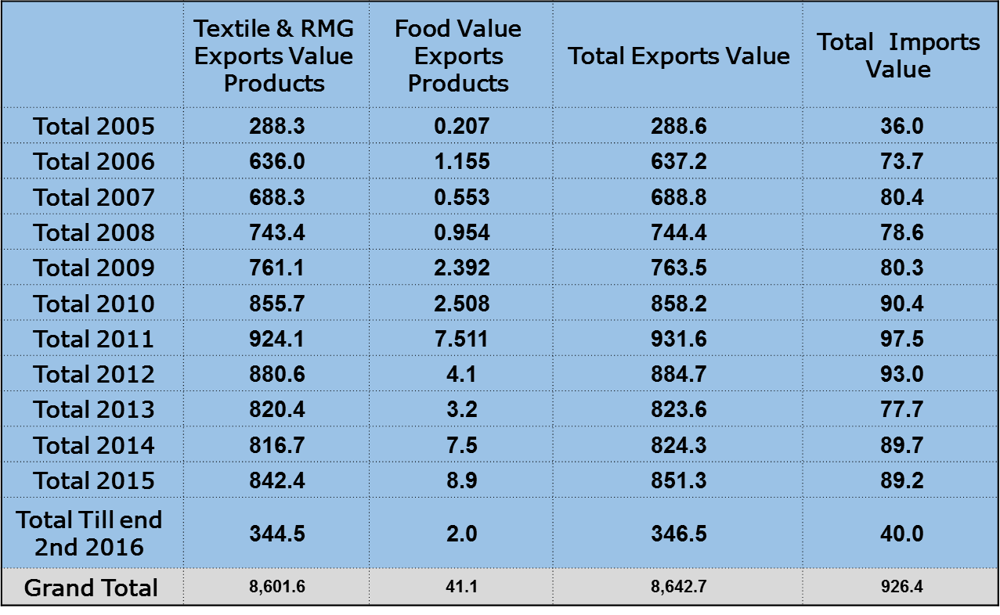 Textile & RMG Exports Value Products | Food Value Exports Products | Total Exports Value | Total Imports Value
Total 2005 288.3 0.207 288.6 36.0
Total 2006 636.0 1.155 637.2 73.7
Total 2007 688.3 0.553 688.8 80.4
Total 2008 743.4 0.954 744.4 78.6
Total 2009 761.1 2.392 763.5 80.3
Total 2010 855.7 2.508 858.2 90.4
Total 2011 924.1 7.511 931.6 97.5
Total 2012 880.6 4.1 884.7 93.0
Total 2013 820.4 3.2 823.6 77.7
Total 2014 816.7 7.5 824.3 89.7
Total 2015 842.4 8.9 851.3 89.2
Total Till end 2nd 2016 344.5 2.0 346.5 40.0
Grand Total 8,601.6 41.1 8,642.7 926.4